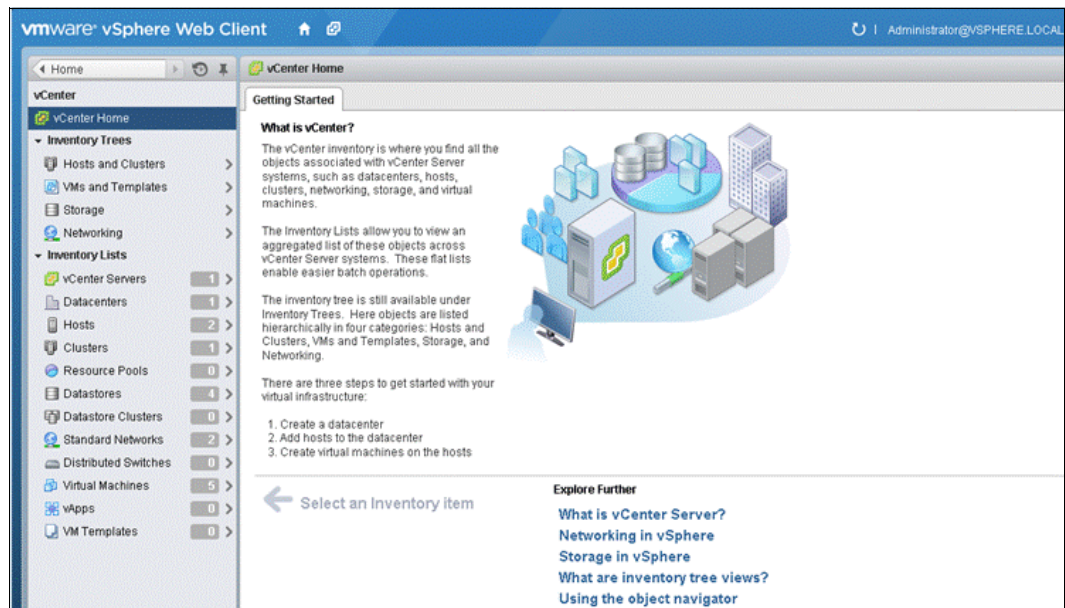 vmware® vSphere Web Client
Administrator@VSPHERE.LOCAL
Home
vCenter
vCenter Home
Inventory Trees
Hosts and Clusters
VMs and Templates
Storage
Networking
Inventory Lists
vCenter Servers 1
Datacenters 1
Hosts 2
Clusters 1
Resource Pools 0
Datastores 4
Datastore Clusters 0
Standard Networks 2
Distributed Switches 0
Virtual Machines 5
vApps 0
VM Templates 0
vCenter Home
Getting Started
What is vCenter?
The vCenter inventory is where you find all the
objects associated with vCenter Server
systems, such as datacenters, hosts,
clusters, networking, storage, and virtual
machines.
The Inventory Lists allow you to view an
aggregated list of these objects across
vCenter Server systems. These flat lists
enable easier batch operations.
The inventory tree is still available under
Inventory Trees. Here objects are listed
hierarchically in four categories: Hosts and
Clusters, VMs and Templates, Storage, and
Networking.
There are three steps to get started with your
virtual infrastructure:
1. Create a datacenter
2. Add hosts to the datacenter
3. Create virtual machines on the hosts
Select an Inventory item
Explore Further
What is vCenter Server?
Networking in vSphere
Storage in vSphere
What are inventory tree views?
Using the object navigator